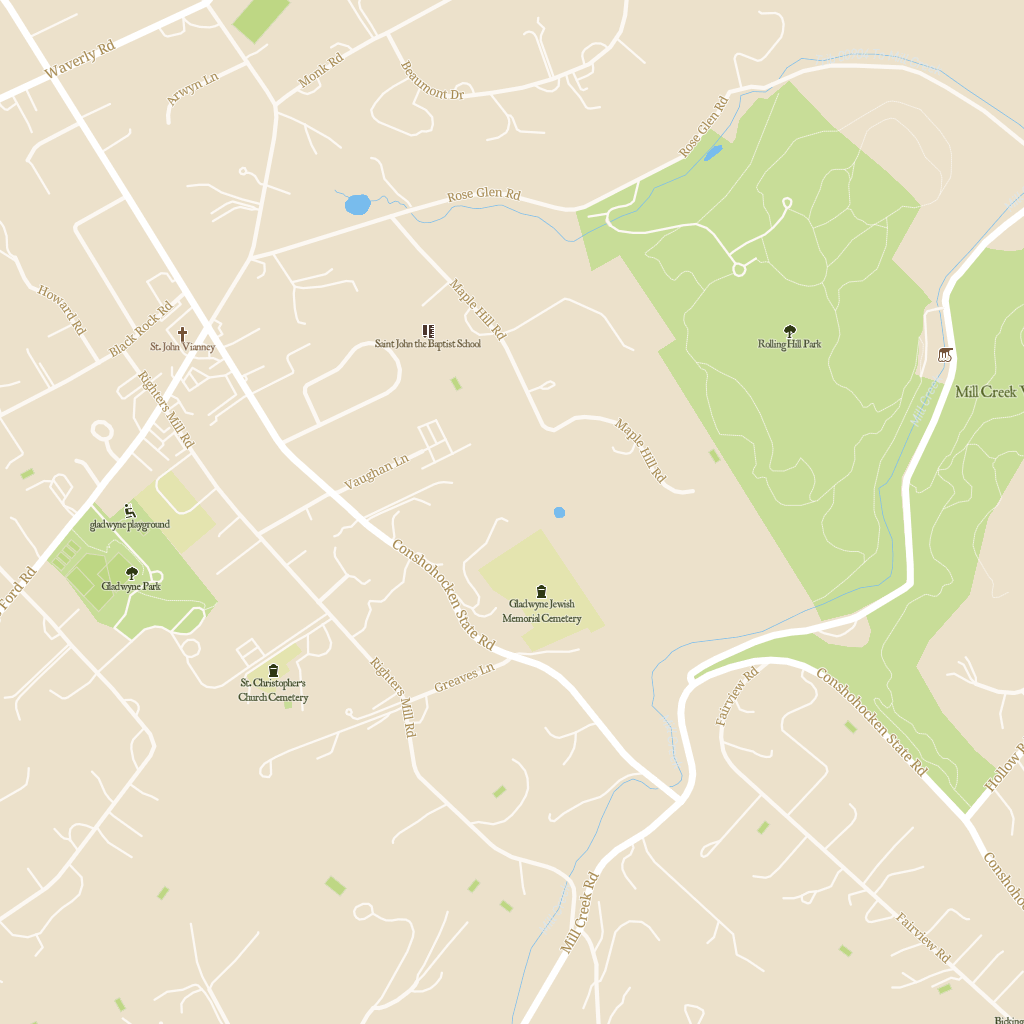 Waverly Rd
Arwyn Ln
Monk Rd
Beaumont Dr
Rose Glen Rd
Rose Glen Rd
Howard Rd
Black Rock Rd
St. John Vianney
Maple Hill Rd
Saint John the Baptist School
Rolling Hill Park
Righters Mill Rd
Mill Creek
Mill Creek
Maple Hill Rd
Vaughan Ln
gladwyne playground
Gladwyne Park
Ford Rd
Conshohocken State Rd
Gladwyne Jewish
Memorial Cemetery
St. Christopher's
Church Cemetery
Righters Mill Rd
Greaves Ln
Fairview Rd
Conshohocken State Rd
Hollow
Mill Creek Rd
Fairview Rd